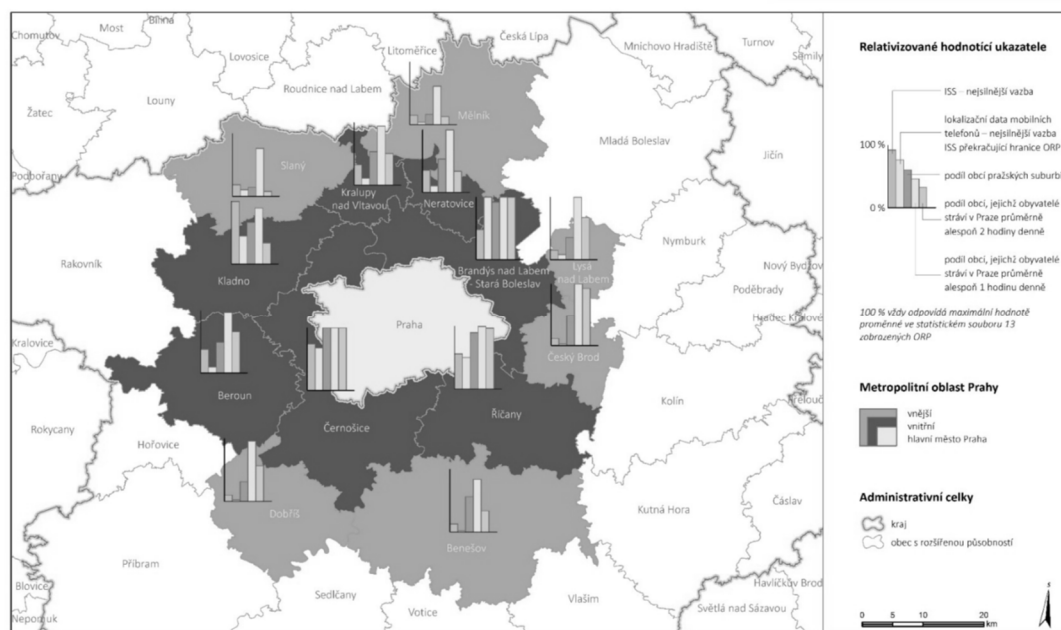 Chomutov
Most
Bílina
Lovosice
Litoměřice
Česká Lípa
Mnichovo Hradiště
Turnov
Semily
Žatec
Louny
Roudnice nad Labem
Mělník
Mladá Boleslav
Jičín
Podbořany
Slaný
Kralupy
nad Vltavou
Neratovice
Rakovník
Kladno
Brandýs nad Labem
- Stará Boleslav
Lysá
nad Labem
Nymburk
Nový Bydžov
Poděbrady
Hradec Králové
Praha
Český Brod
Kralovice
Beroun
Černošice
Říčany
Kolín
Přelouč
Rokycany
Hořovice
Dobříš
Benešov
Kutná Hora
Čáslav
Příbram
Blovice
Nepomuk
Sedlčany
Votice
Vlašim
Havlíčkův Brod
Světlá nad Sázavou
Relativizované hodnotící ukazatele
ISS – nejsilnější vazba
lokalizační data mobilních
telefonů – nejsilnější vazba
ISS překračující hranice ORP
100 %
podíl obcí pražských suburbií
0 %
podíl obcí, jejichž obyvatelé
stráví v Praze průměrně
alespoň 2 hodiny denně
podíl obcí, jejichž obyvatelé
stráví v Praze průměrně
alespoň 1 hodinu denně
100 % vždy odpovídá maximální hodnotě
proměnné ve statistickém souboru 13
zobrazených ORP
Metropolitní oblast Prahy
vnější
vnitřní
hlavní město Praha
Administrativní celky
kraj
obec s rozšířenou působností
0 5 10 20
km